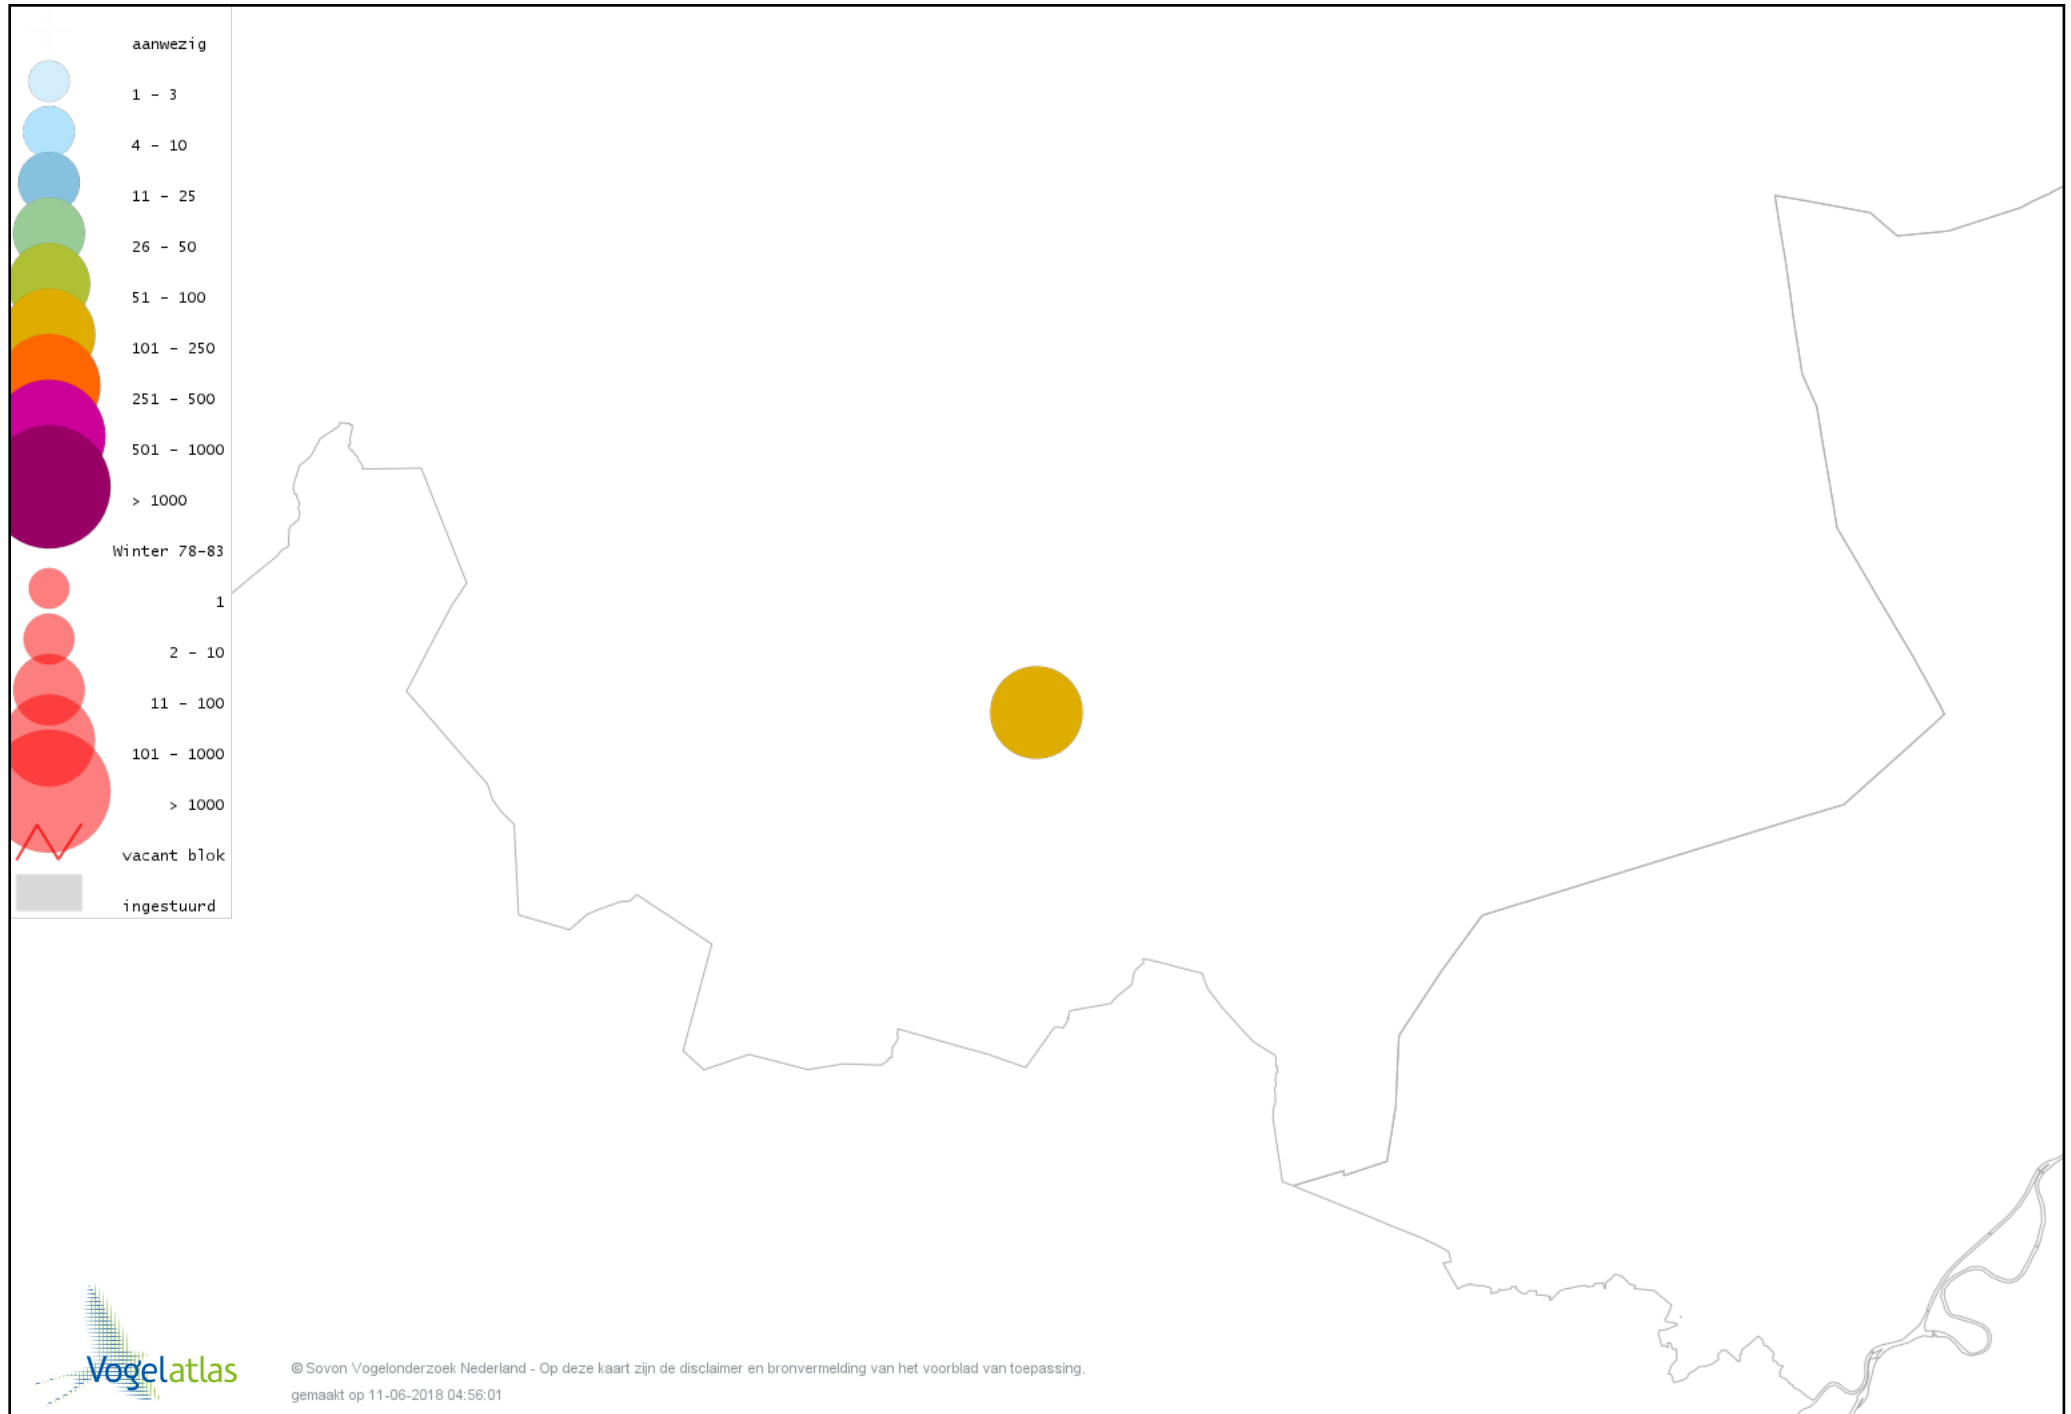 aanwezig
1 - 3
4 - 10
11 - 25
26 - 50
51 - 100
101 - 250
251 - 500
501 - 1000
> 1000
Winter 78-83
1
2 - 10
11 - 100
101 - 1000
> 1000
vacant blok
ingestuurd
Vogelatlas
© Sovon Vogelonderzoek Nederland - Op deze kaart zijn de disclaimer en bronvermelding van het voorblad van toepassing.
gemaakt op 11-06-2018 04:56:01